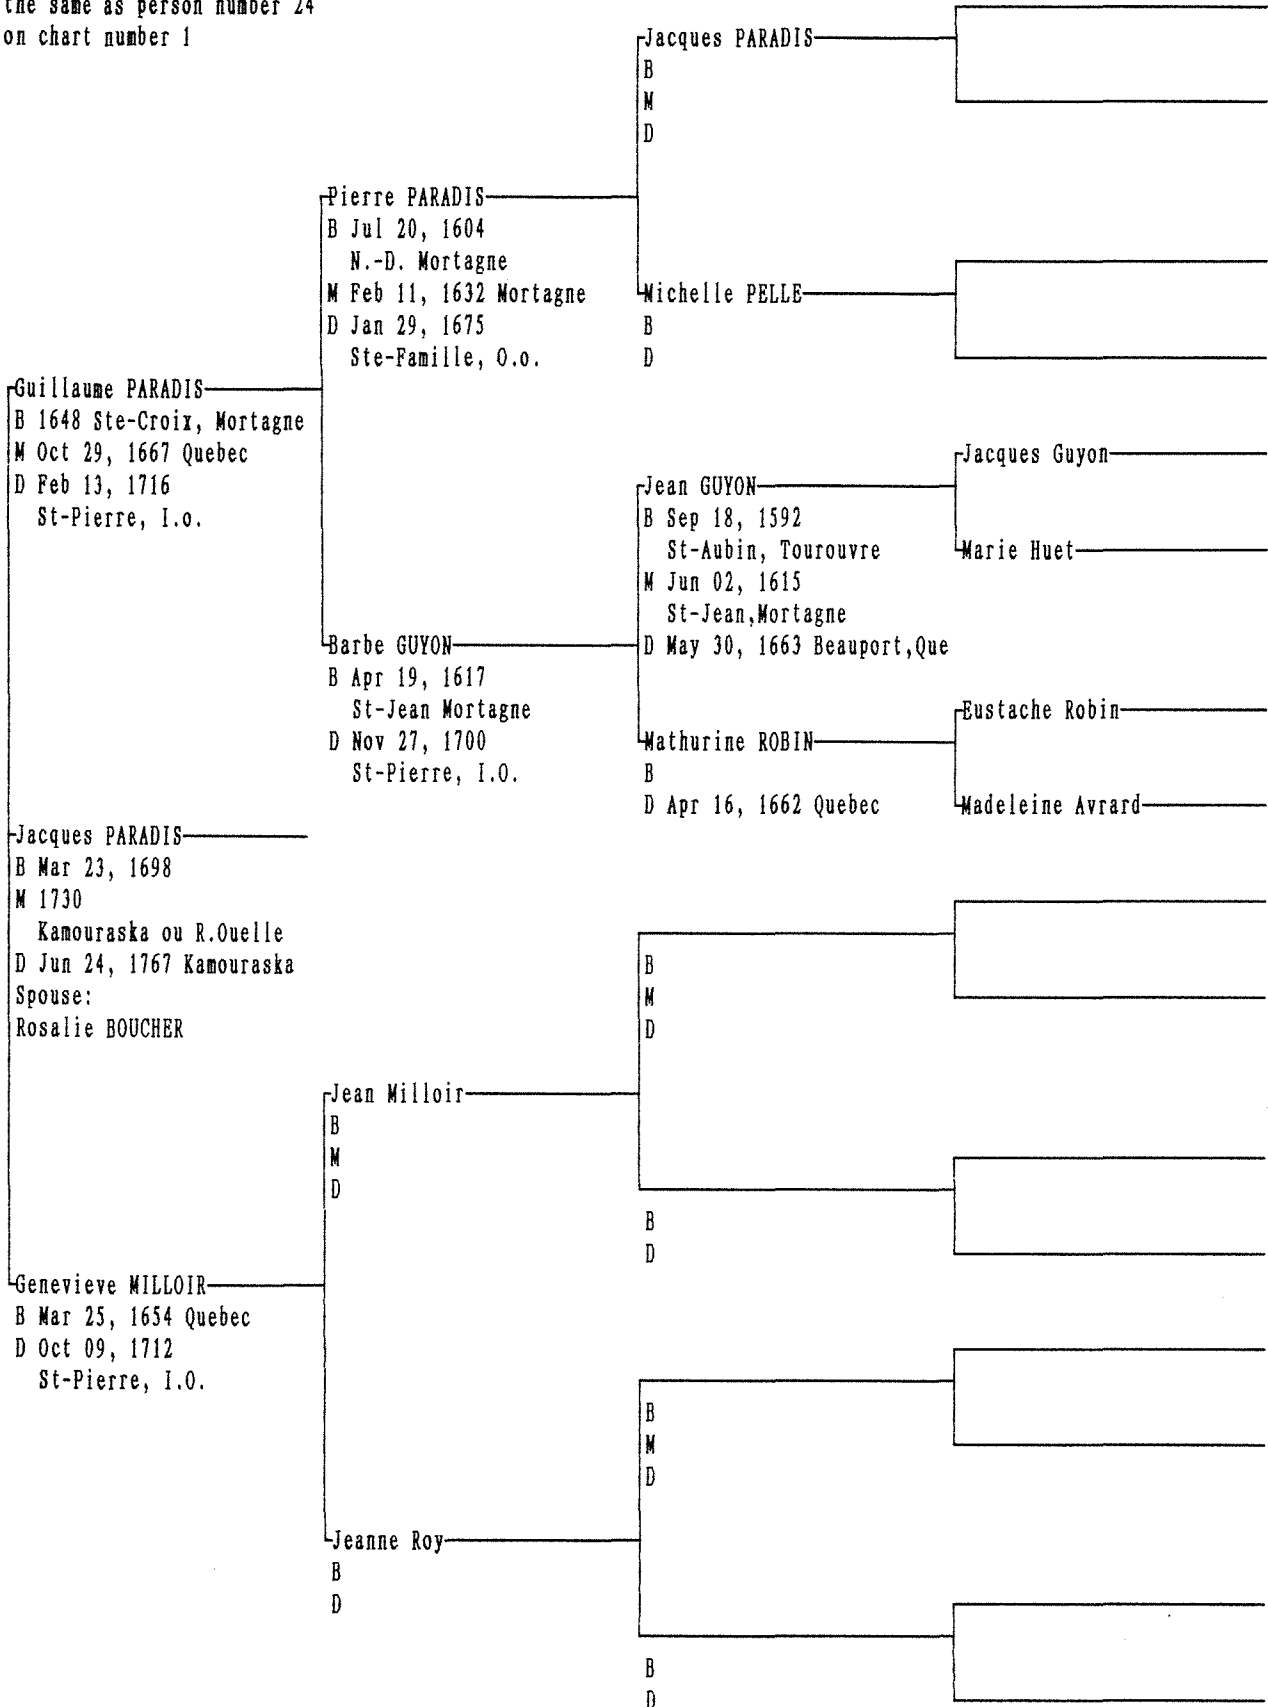 the same as person number 24
on chart number 1
Jacques PARADIS
B
M
D
Pierre PARADIS
B Jul 20, 1604
N.-D. Mortagne
M Feb 11, 1632 Mortagne
D Jan 29, 1675
Ste-Famille, O.o.
Michelle PELLE
B
D
Guillaume PARADIS
B 1648 Ste-Croix, Mortagne
M Oct 29, 1667 Quebec
D Feb 13, 1716
St-Pierre, I.o.
Jacques Guyon
Jean GUYON
B Sep 18, 1592
St-Aubin, Tourouvre
M Jun 02, 1615
St-Jean,Mortagne
D May 30, 1663 Beauport,Que
Marie Huet
Barbe GUYON
B Apr 19, 1617
St-Jean Mortagne
D Nov 27, 1700
St-Pierre, I.O.
Eustache Robin
Mathurine ROBIN
B
D Apr 16, 1662 Quebec
Madeleine Avrard
Jacques PARADIS
B Mar 23, 1698
M 1730
Kamouraska ou R.Ouelle
D Jun 24, 1767 Kamouraska
Spouse:
Rosalie BOUCHER
B
M
D
Jean Milloir
B
M
D
B
D
Genevieve MILLOIR
B Mar 25, 1654 Quebec
D Oct 09, 1712
St-Pierre, I.O.
B
M
D
Jeanne Roy
B
D
B
D